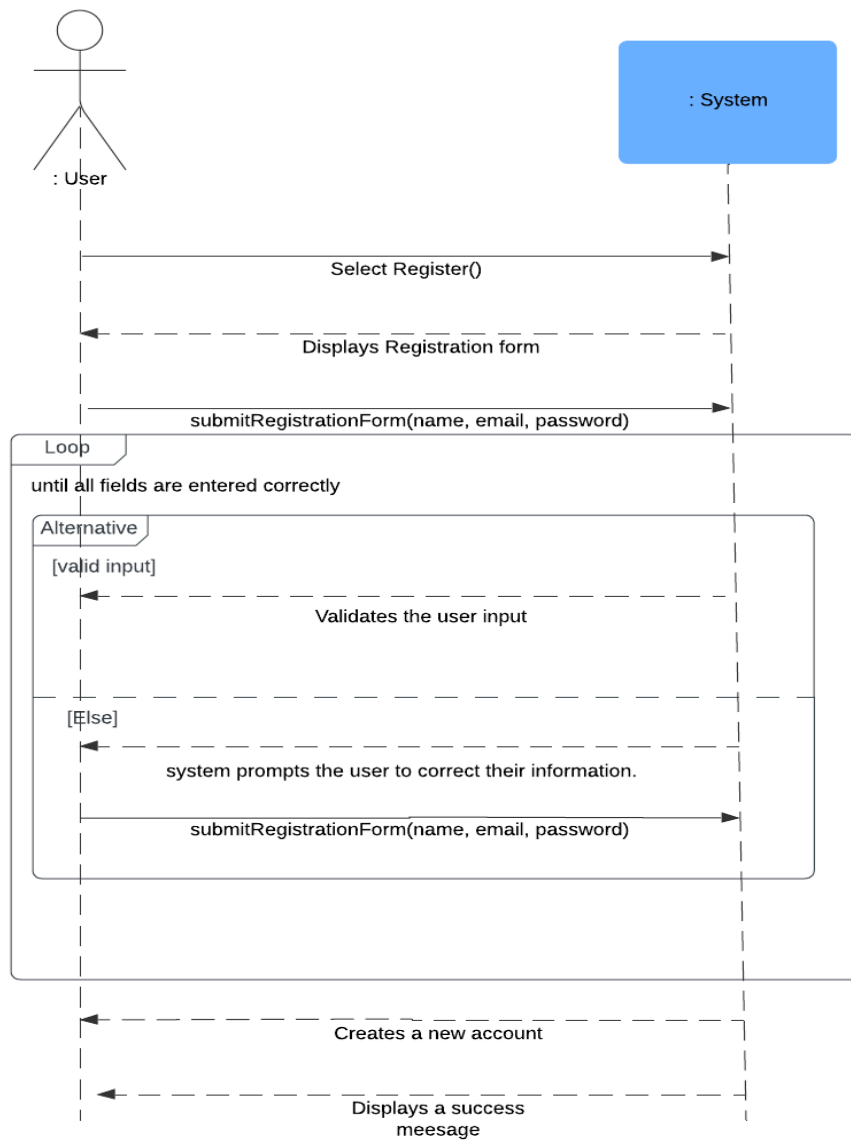 : System
: User
Select Register()
Displays Registration form
submitRegistrationForm(name, email, password)
Loop
until all fields are entered correctly
Alternative
[valid input]
Validates the user input
[Else]
system prompts the user to correct their information.
submitRegistrationForm(name, email, password)
Creates a new account
Displays a success
meesage